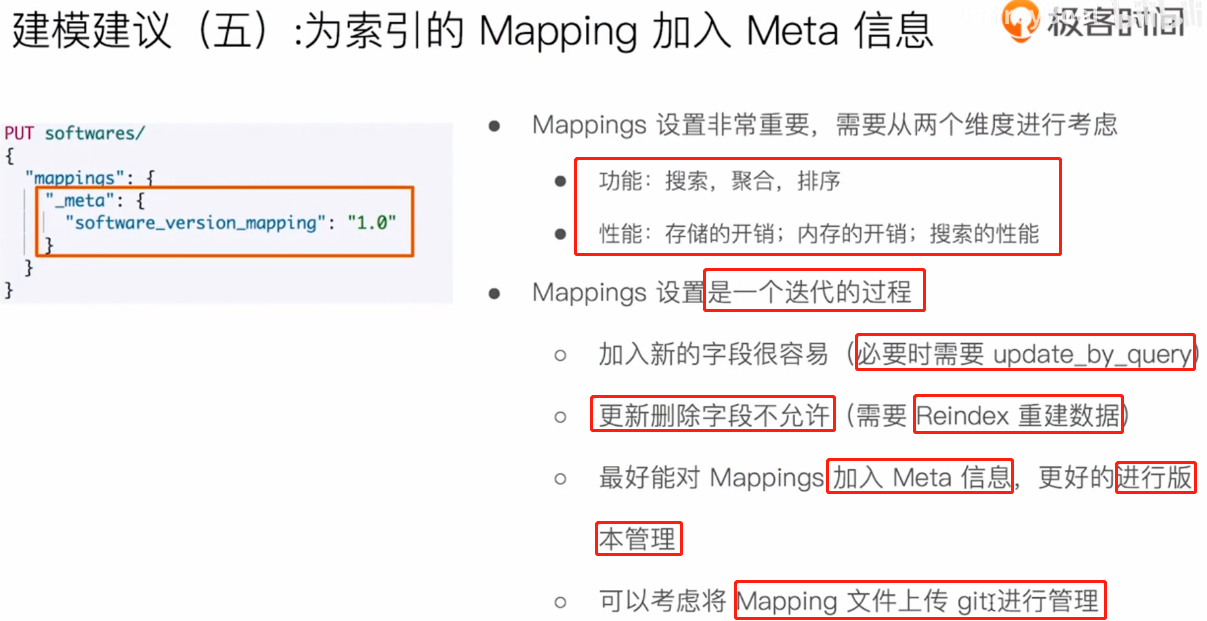 建模建议（五）:为索引的 Mapping 加入 Meta 信息
极客时间
PUT softwares/
{
"mappings": {
"_meta": {
"software_version_mapping": "1.0"
}
}
}
● Mappings 设置非常重要，需要从两个维度进行考虑
● 功能：搜索，聚合，排序
● 性能：存储的开销；内存的开销；搜索的性能
● Mappings 设置是一个迭代的过程
○ 加入新的字段很容易（必要时需要 update_by_query）
○ 更新删除字段不允许（需要 Reindex 重建数据）
○ 最好能对 Mappings 加入 Meta 信息，更好的进行版
本管理
○ 可以考虑将 Mapping 文件上传 git 进行管理